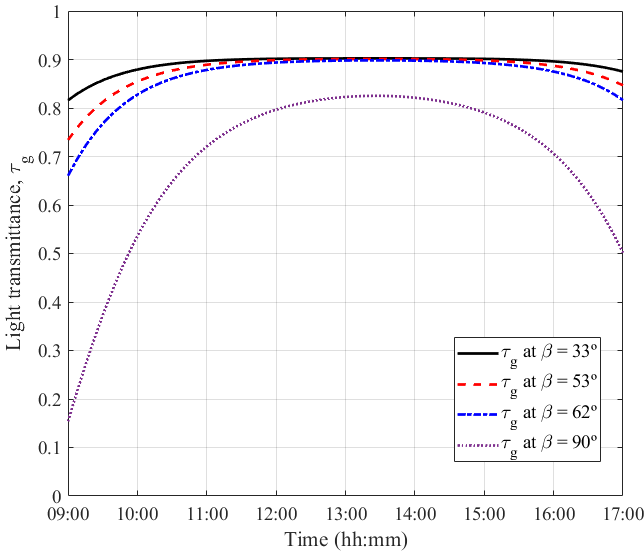 1
0.9
0.8
0.7
0.6
0.5
0.4
0.3
0.2
0.1
0
Light transmittance, τg
τg at β = 33º
τg at β = 53º
τg at β = 62º
τg at β = 90º
09:00 10:00 11:00 12:00 13:00 14:00 15:00 16:00 17:00
Time (hh:mm)